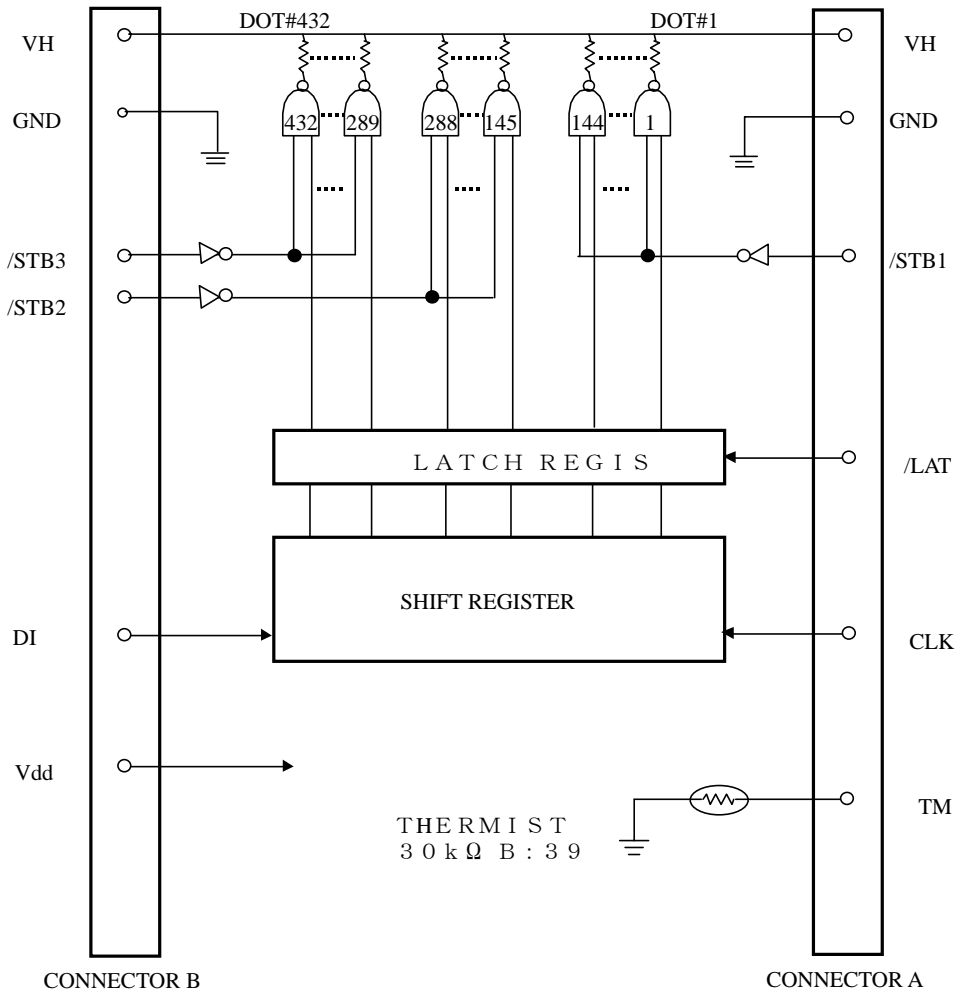 DOT#432 DOT#1
VH VH
432 289 288 145 144 1
GND GND
/STB3 /STB1
/STB2
LATCH REGIS
/LAT
SHIFT REGISTER
DI CLK
Vdd
TM
THERMIST
30kΩ B:39
CONNECTOR B CONNECTOR A